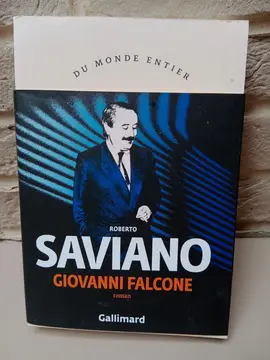 DU MONDE ENTIER
ROBERTO
SAVIANO
GIOVANNI FALCONE
roman
Gallimard